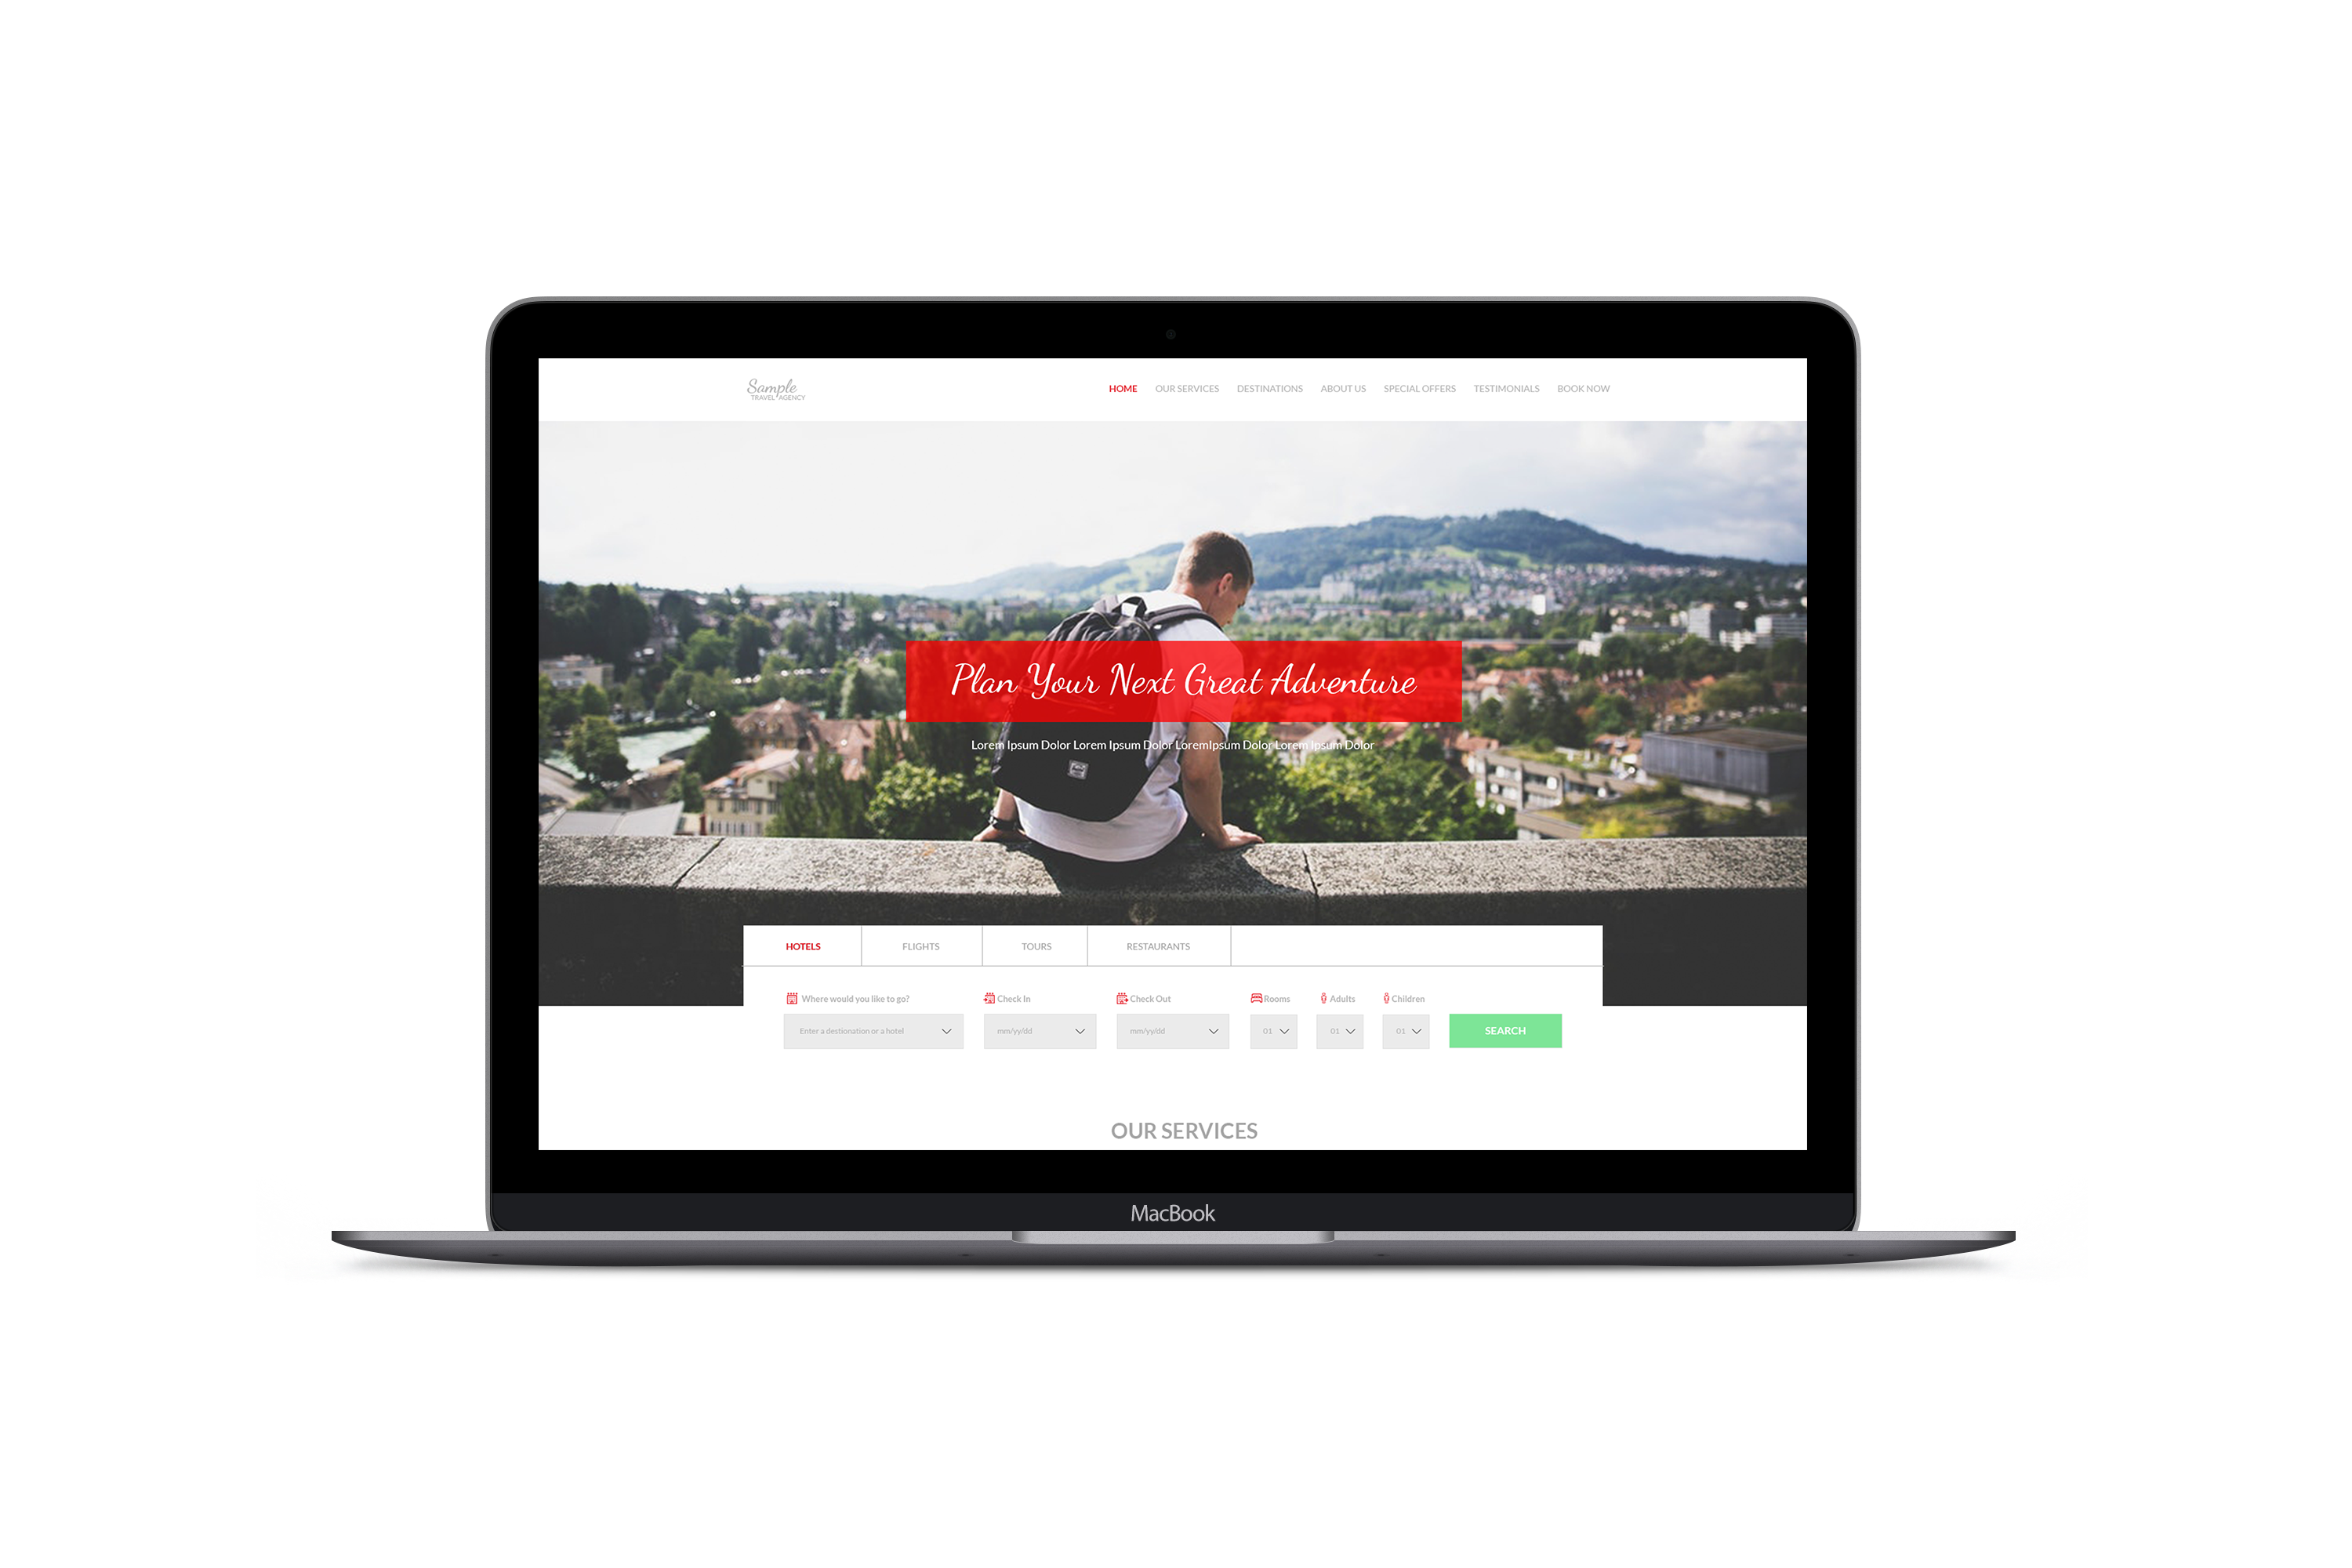 Sample
TRAVEL AGENCY
HOME OUR SERVICES DESTINATIONS ABOUT US SPECIAL OFFERS TESTIMONIALS BOOK NOW
Plan Your Next Great Adventure
Lorem Ipsum Dolor Lorem Ipsum Dolor LoremIpsum Dolor Lorem Ipsum Dolor
HOTELS FLIGHTS TOURS RESTAURANTS
Where would you like to go? Check In Check Out Rooms Adults Children
Enter a destionation or a hotel mm/yy/dd mm/yy/dd 01 01 01 SEARCH
OUR SERVICES
MacBook